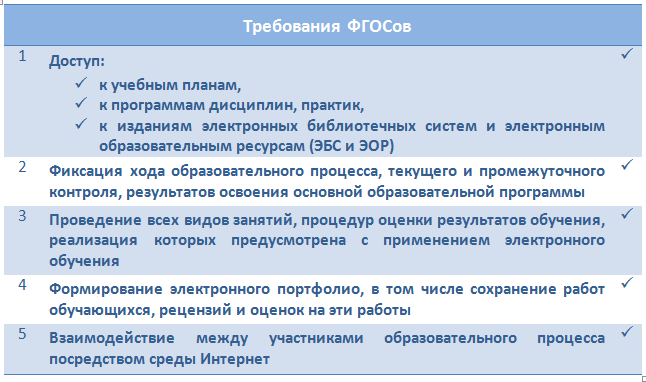 Требования ФГОСов
1 Доступ: ✓
✓ к учебным планам,
✓ к программам дисциплин, практик,
✓ к изданиям электронных библиотечных систем и электронным
образовательным ресурсам (ЭБС и ЭОР)
2 Фиксация хода образовательного процесса, текущего и промежуточного ✓
контроля, результатов освоения основной образовательной программы
3 Проведение всех видов занятий, процедур оценки результатов обучения, ✓
реализация которых предусмотрена с применением электронного
обучения
4 Формирование электронного портфолио, в том числе сохранение работ ✓
обучающихся, рецензий и оценок на эти работы
5 Взаимодействие между участниками образовательного процесса ✓
посредством среды Интернет